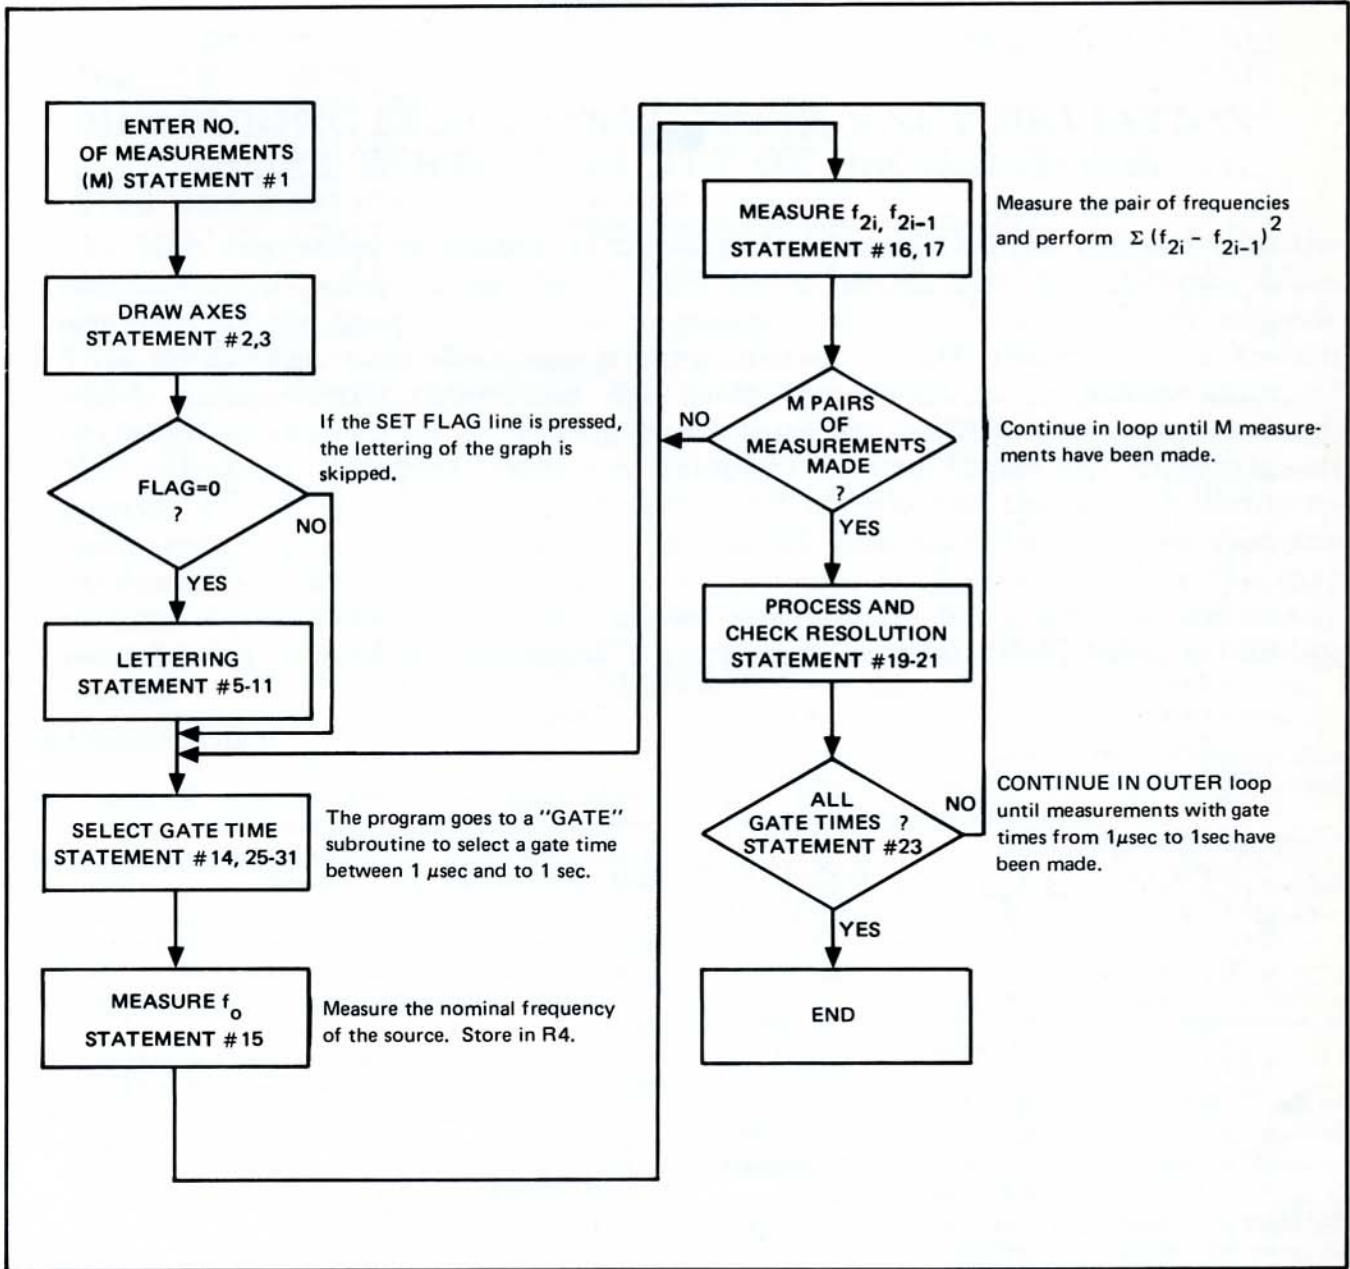 ENTER NO.
OF MEASUREMENTS
(M) STATEMENT #1
DRAW AXES
STATEMENT #2,3
FLAG=0
?
NO
YES
If the SET FLAG line is pressed,
the lettering of the graph is
skipped.
LETTERING
STATEMENT #5-11
SELECT GATE TIME
STATEMENT #14, 25-31
The program goes to a "GATE"
subroutine to select a gate time
between 1 μsec and to 1 sec.
MEASURE fo
STATEMENT #15
Measure the nominal frequency
of the source. Store in R4.
MEASURE f2i, f2i-1
STATEMENT #16, 17
Measure the pair of frequencies
and perform Σ (f2i - f2i-1)2
NO
M PAIRS
OF
MEASUREMENTS
MADE
?
YES
Continue in loop until M measure-
ments have been made.
PROCESS AND
CHECK RESOLUTION
STATEMENT #19-21
ALL
GATE TIMES ?
STATEMENT #23
NO
YES
CONTINUE IN OUTER loop
until measurements with gate
times from 1μsec to 1sec have
been made.
END